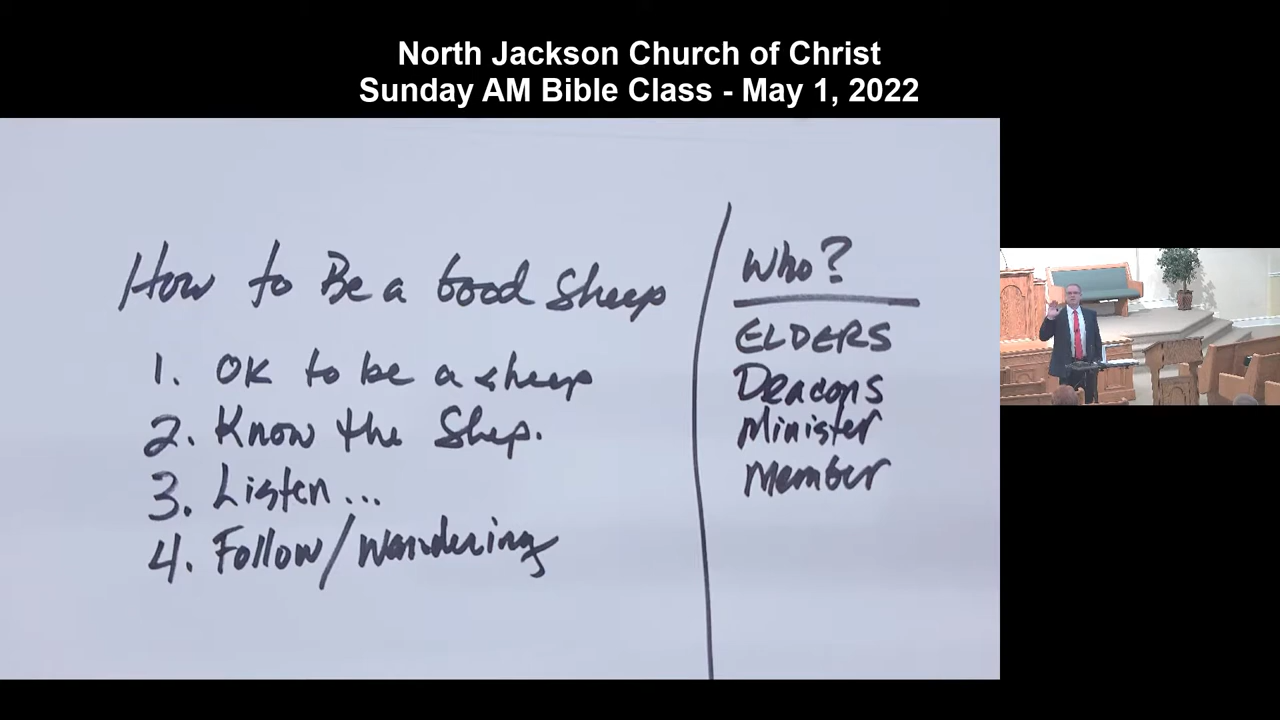 North Jackson Church of Christ
Sunday AM Bible Class - May 1, 2022
How to Be a Good Sheep
1. OK to be a sheep
2. Know the Shep.
3. Listen...
4. Follow/Wandering
Who?
ELDERS
Deacons
Minister
Member